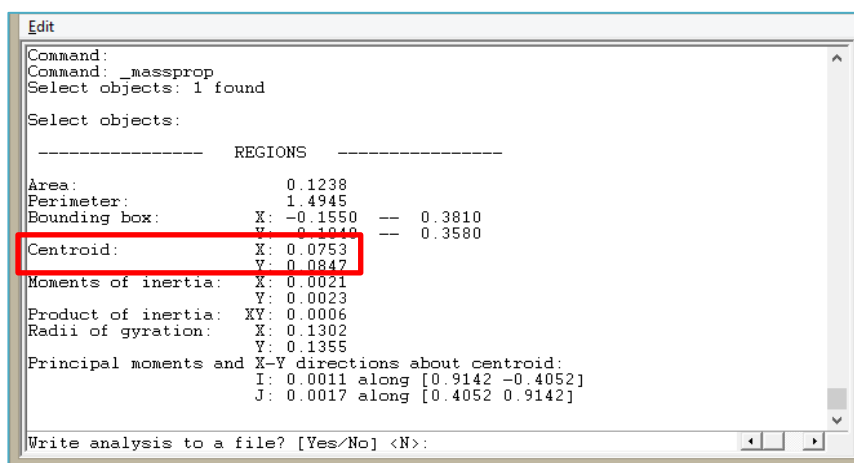 Edit
Command:
Command: _massprop
Select objects: 1 found
Select objects:
---------------- REGIONS ----------------
Area: 0.1238
Perimeter: 1.4945
Bounding box: X: -0.1550 -- 0.3810
-- 0.3580
Centroid: X: 0.0753
Y: 0.0847
Moments of inertia: X: 0.0021
Y: 0.0023
Product of inertia: XY: 0.0006
Radii of gyration: X: 0.1302
Y: 0.1355
Principal moments and X-Y directions about centroid:
I: 0.0011 along [0.9142 -0.4052]
J: 0.0017 along [0.4052 0.9142]
Write analysis to a file? [Yes/No] <N>: